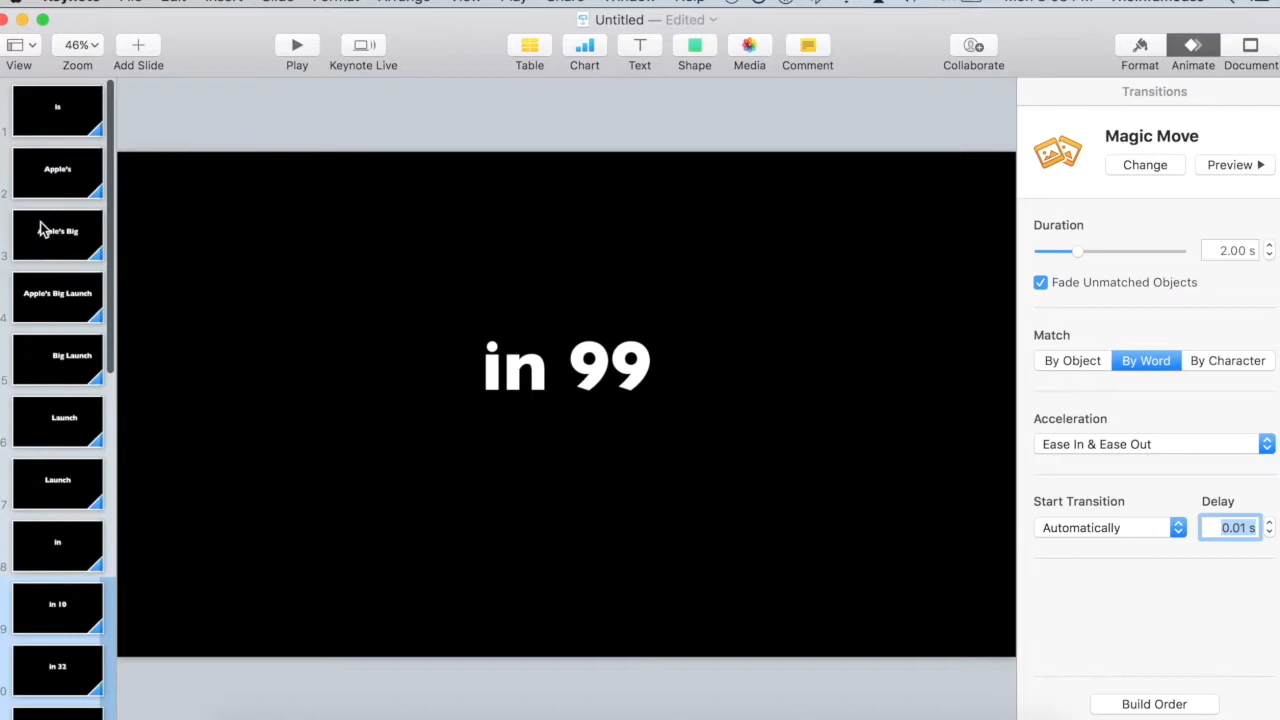 Untitled — Edited
46%
View
Zoom
Add Slide
Play
Keynote Live
Table
Chart
Text
Shape
Media
Comment
Collaborate
Format
Animate
Document
Transitions
Magic Move
Change
Preview
Duration
2.00 s
Fade Unmatched Objects
Match
By Object
By Word
By Character
Acceleration
Ease In & Ease Out
Start Transition
Delay
Automatically
0.01 s
Build Order
1
is
2
Apple's
3
Big
4
Apple's Big Launch
5
Big Launch
6
Launch
7
Launch
8
in
9
in 10
0
in 32
in 99